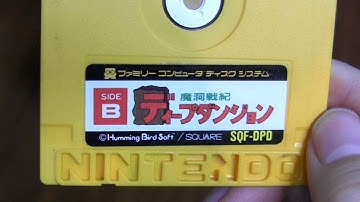 ファミリー コンピュータ ディスク システム
SIDE
B
魔洞戦紀
ディープダンジョン
©Humming Bird Soft / SQUARE SQF-DPD
NINTENDO